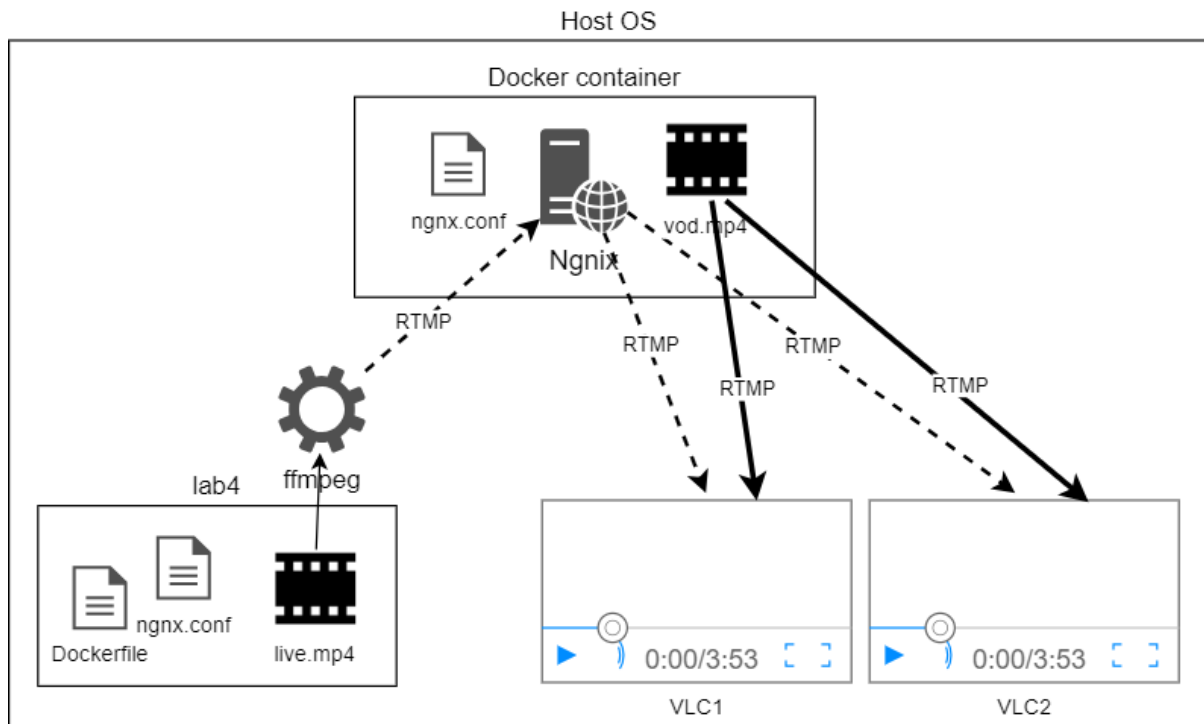 Host OS
Docker container
ngnx.conf
vod.mp4
Ngnix
RTMP
RTMP
RTMP
RTMP
RTMP
ffmpeg
lab4
ngnx.conf
Dockerfile
live.mp4
0:00/3:53
0:00/3:53
VLC1
VLC2